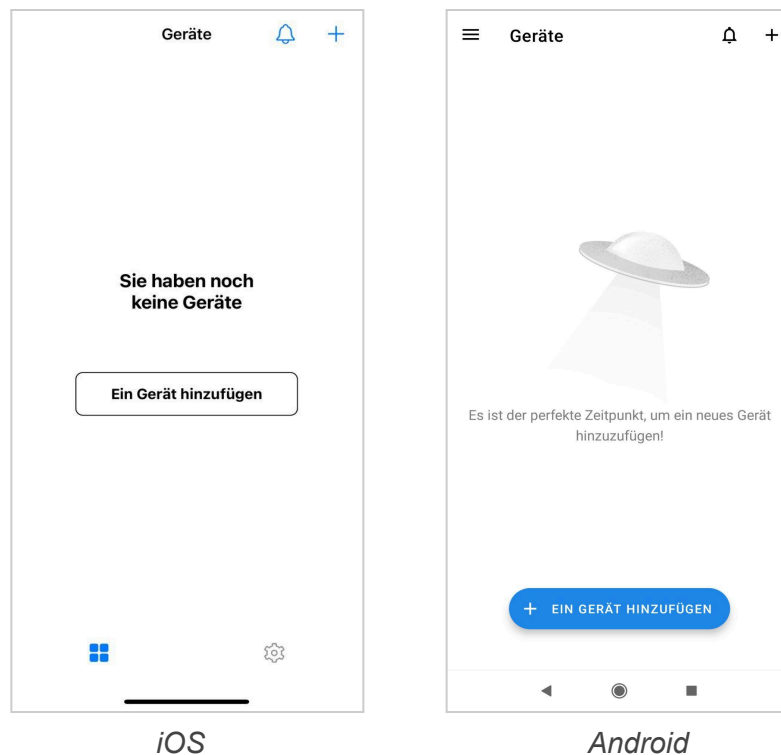 Geräte
Sie haben noch
keine Geräte
Ein Gerät hinzufügen
iOS
Geräte
Es ist der perfekte Zeitpunkt, um ein neues Gerät
hinzuzufügen!
EIN GERÄT HINZUFÜGEN
Android